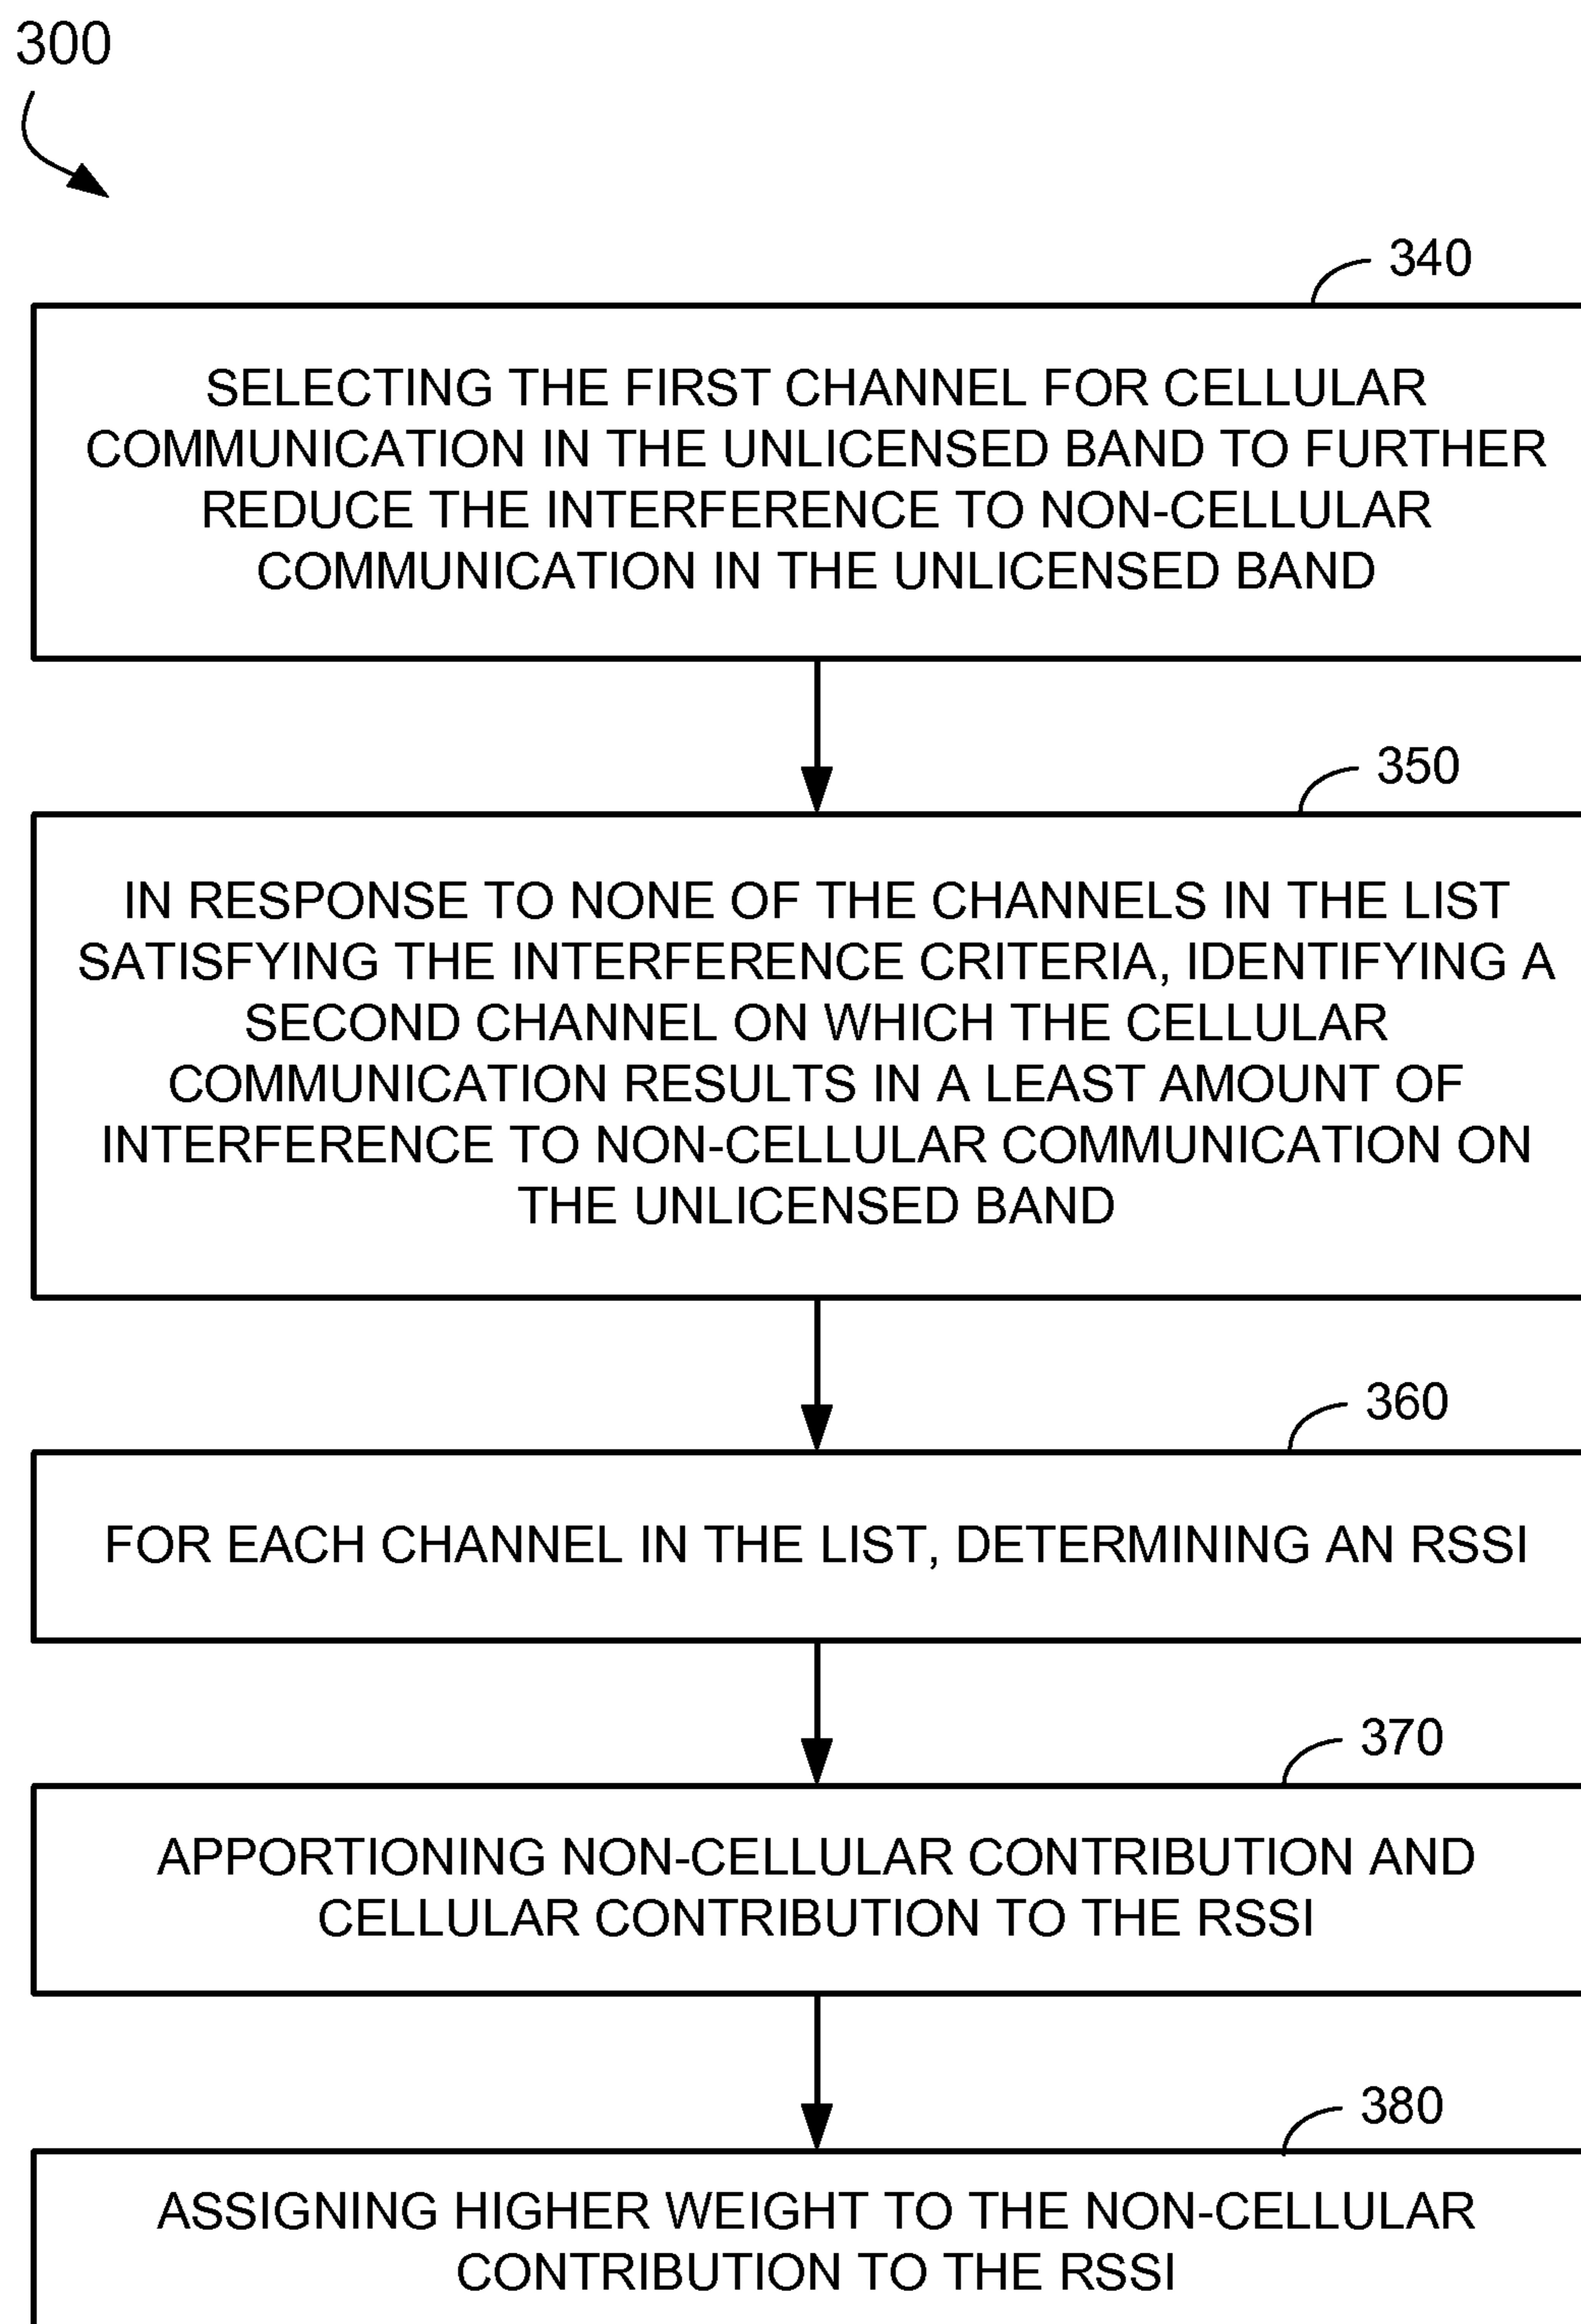 300
340
SELECTING THE FIRST CHANNEL FOR CELLULAR
COMMUNICATION IN THE UNLICENSED BAND TO FURTHER
REDUCE THE INTERFERENCE TO NON-CELLULAR
COMMUNICATION IN THE UNLICENSED BAND
350
IN RESPONSE TO NONE OF THE CHANNELS IN THE LIST
SATISFYING THE INTERFERENCE CRITERIA, IDENTIFYING A
SECOND CHANNEL ON WHICH THE CELLULAR
COMMUNICATION RESULTS IN A LEAST AMOUNT OF
INTERFERENCE TO NON-CELLULAR COMMUNICATION ON
THE UNLICENSED BAND
360
FOR EACH CHANNEL IN THE LIST, DETERMINING AN RSSI
370
APPORTIONING NON-CELLULAR CONTRIBUTION AND
CELLULAR CONTRIBUTION TO THE RSSI
380
ASSIGNING HIGHER WEIGHT TO THE NON-CELLULAR
CONTRIBUTION TO THE RSSI